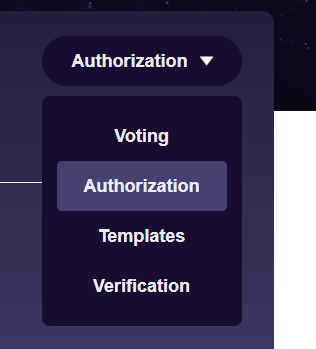 Authorization
Voting
Authorization
Templates
Verification